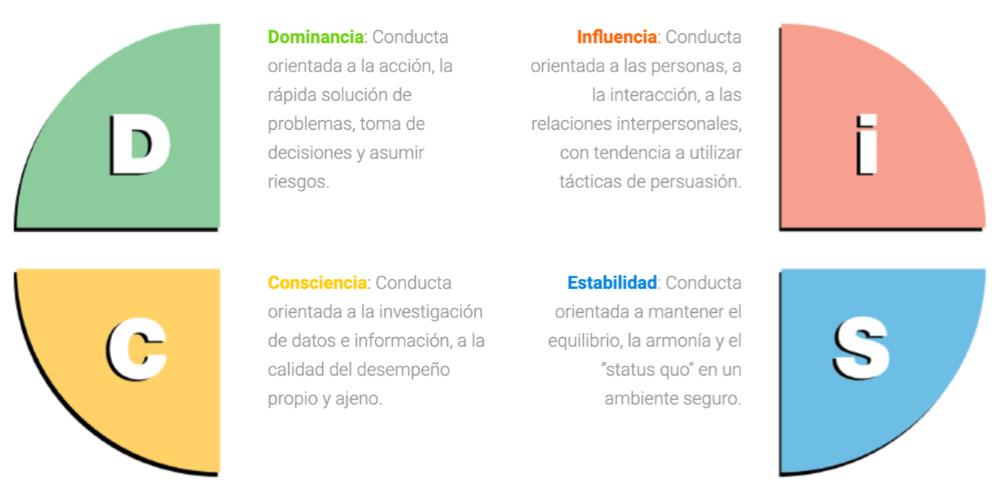 D
Dominancia: Conducta
orientada a la acción, la
rápida solución de
problemas, toma de
decisiones y asumir
riesgos.
Influencia: Conducta
orientada a las personas, a
la interacción, a las
relaciones interpersonales,
con tendencia a utilizar
tácticas de persuasión.
i
C
Consciencia: Conducta
orientada a la investigación
de datos e información, a la
calidad del desempeño
propio y ajeno.
Estabilidad: Conducta
orientada a mantener el
equilibrio, la armonía y el
“status quo” en un
ambiente seguro.
S